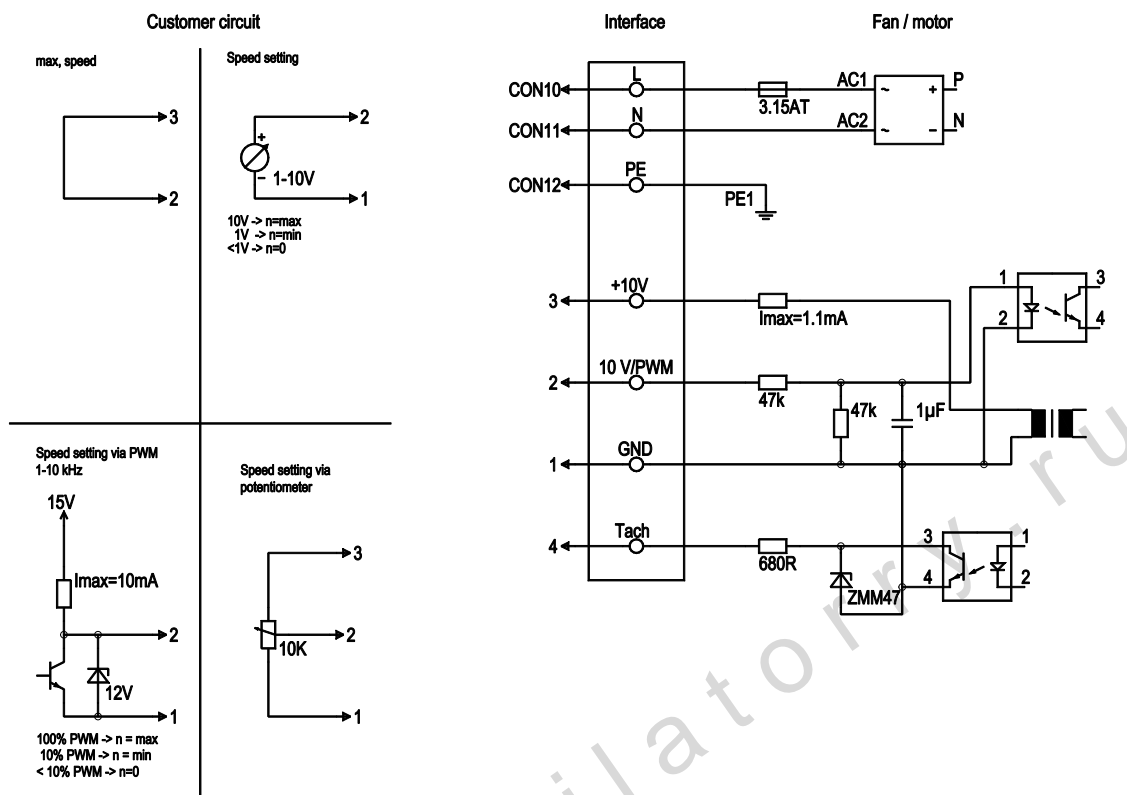 Customer circuit
Interface
Fan / motor
max. speed
3
2
Speed setting
2
+
–
1-10V
1
10V -> n=max
1V -> n=min
<1V -> n=0
Speed setting via PWM
1-10 kHz
15V
Imax=10mA
2
12V
1
100% PWM -> n = max
10% PWM -> n = min
< 10% PWM -> n=0
Speed setting via
potentiometer
3
2
10K
1
CON10
L
3.15AT
AC1
~
+
P
CON11
N
AC2
~
–
N
CON12
PE
PE1
3
+10V
Imax=1.1mA
1
2
3
4
2
10 V/PWM
47k
47k
1µF
1
GND
4
Tach
680R
ZMM47
3
4
1
2
ilatorry.ru